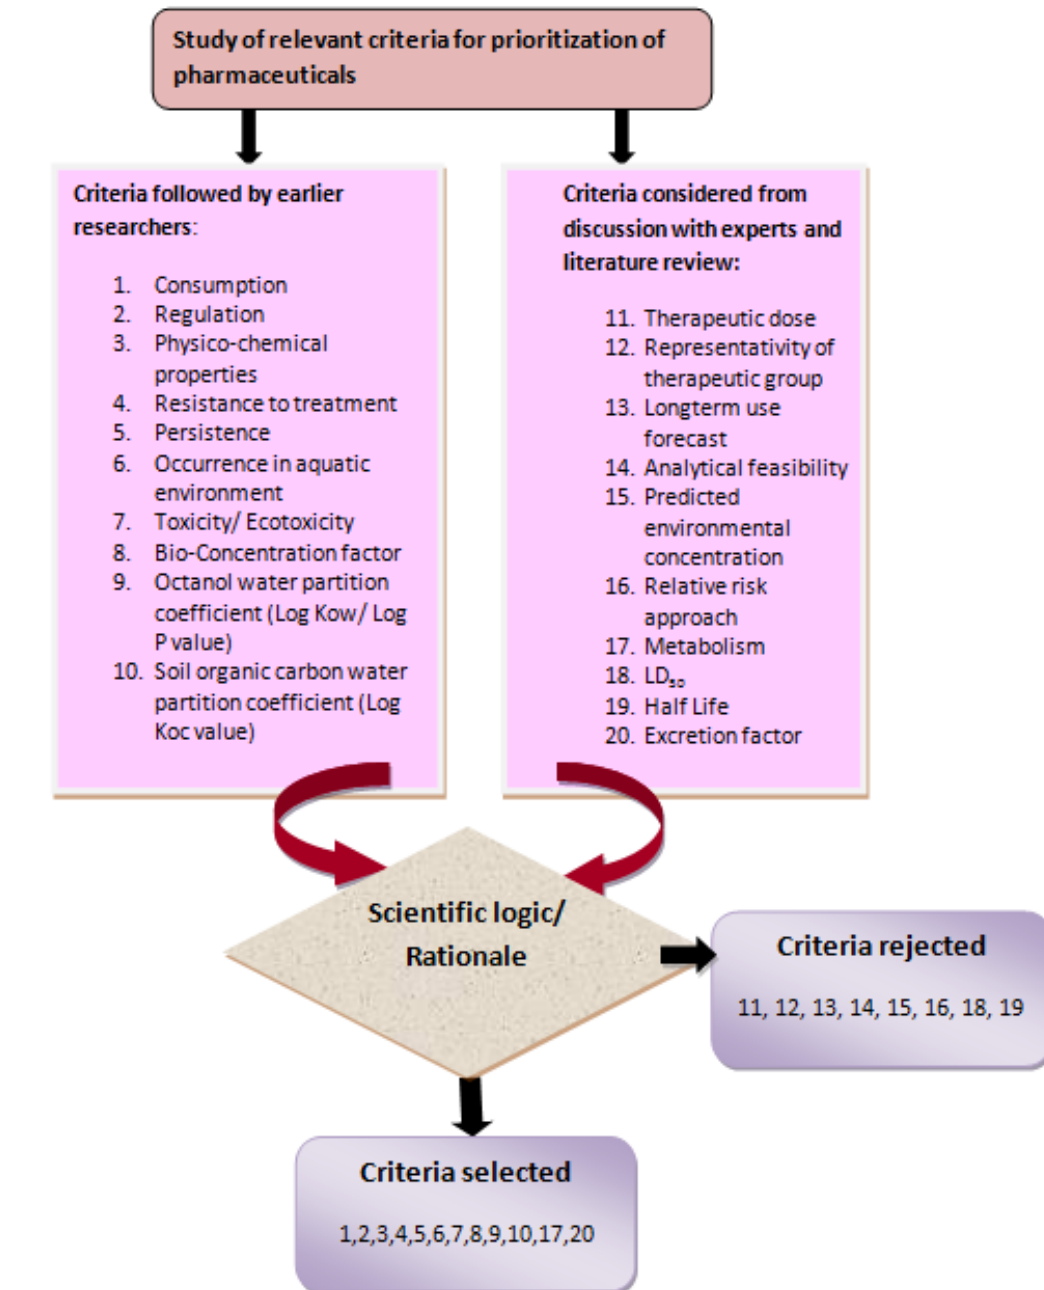 Study of relevant criteria for prioritization of
pharmaceuticals
Criteria followed by earlier
researchers:
1. Consumption
2. Regulation
3. Physico-chemical
properties
4. Resistance to treatment
5. Persistence
6. Occurrence in aquatic
environment
7. Toxicity/ Ecotoxicity
8. Bio-Concentration factor
9. Octanol water partition
coefficient (Log Kow/ Log
P value)
10. Soil organic carbon water
partition coefficient (Log
Koc value)
Criteria considered from
discussion with experts and
literature review:
11. Therapeutic dose
12. Representativity of
therapeutic group
13. Longterm use
forecast
14. Analytical feasibility
15. Predicted
environmental
concentration
16. Relative risk
approach
17. Metabolism
18. LD₅₀
19. Half Life
20. Excretion factor
Scientific logic/
Rationale
Criteria rejected
11, 12, 13, 14, 15, 16, 18, 19
Criteria selected
1,2,3,4,5,6,7,8,9,10,17,20